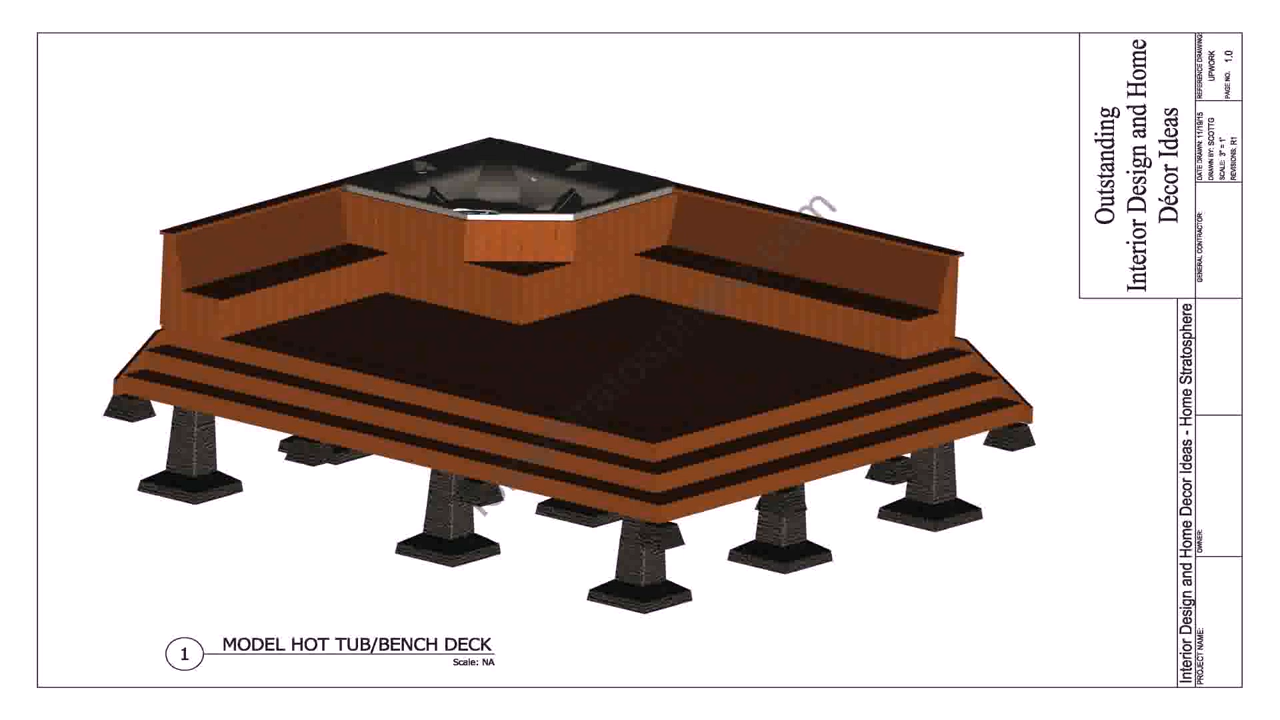 Outstanding
Interior Design and Home
Décor Ideas
REFERENCE DRAWING:
UPWORK
PAGE NO. 1.0
DATE DRAWN: 11/19/15
DRAWN BY: SCOTTG
SCALE: 3" = 1'
REVISIONS: R1
GENERAL CONTRACTOR:
OWNER:
PROJECT NAME:
Interior Design and Home Decor Ideas - Home Stratosphere
1
MODEL HOT TUB/BENCH DECK
Scale: NA